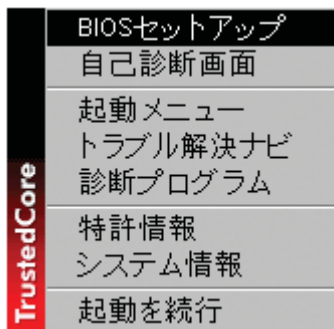 BIOSセットアップ
自己診断画面
起動メニュー
トラブル解決ナビ
診断プログラム
特許情報
システム情報
起動を続行
TrustedCore